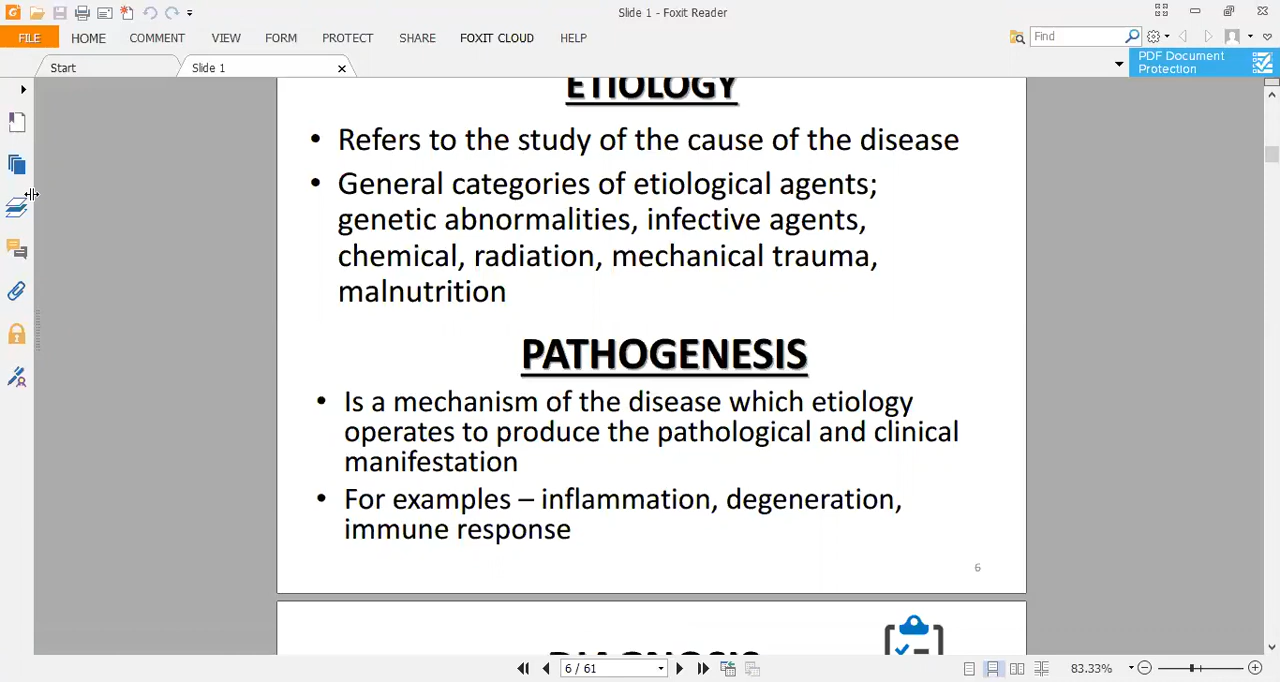 Slide 1 - Foxit Reader
FILE HOME COMMENT VIEW FORM PROTECT SHARE FOXIT CLOUD HELP
Find
Start
Slide 1
PDF Document
Protection
ETIOLOGY
• Refers to the study of the cause of the disease
• General categories of etiological agents;
genetic abnormalities, infective agents,
chemical, radiation, mechanical trauma,
malnutrition
PATHOGENESIS
• Is a mechanism of the disease which etiology
operates to produce the pathological and clinical
manifestation
• For examples – inflammation, degeneration,
immune response
6
DIAGNOSIS
6 / 61
83.33%